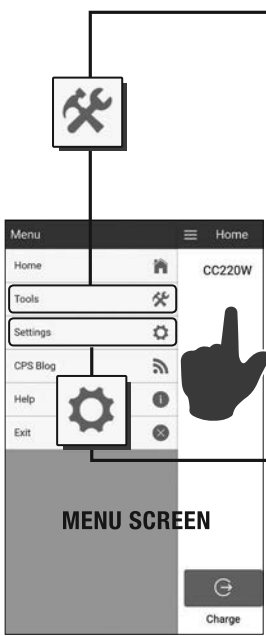 Menu
Home
Home
CC220W
Tools
Settings
CPS Blog
Help
Exit
MENU SCREEN
Charge